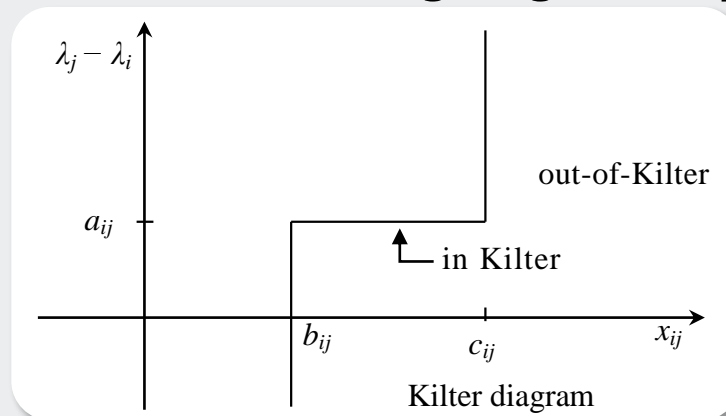 λj – λi
out-of-Kilter
aij
in Kilter
bij
cij
xij
Kilter diagram